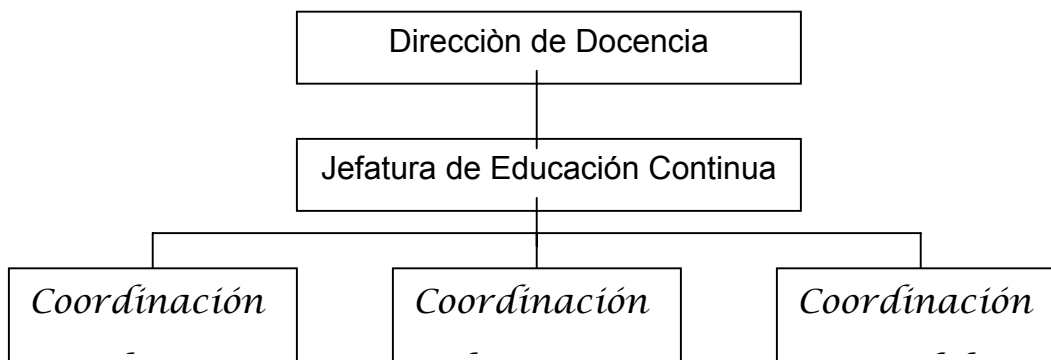 Direcciòn de Docencia
Jefatura de Educación Continua
Coordinación Coordinación Coordinación